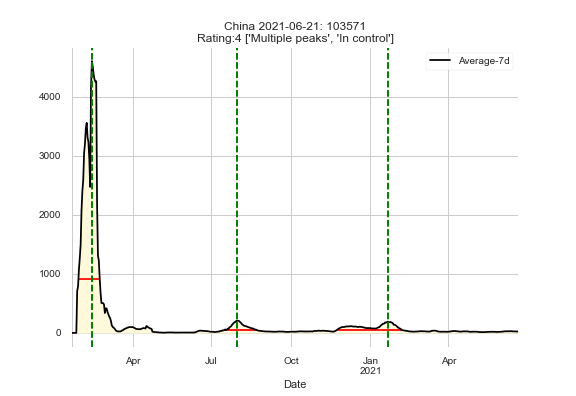 China 2021-06-21: 103571
Rating:4 ['Multiple peaks', 'In control']
Average-7d
4000
3000
2000
1000
0
Apr
Jul
Oct
Jan
2021
Apr
Date